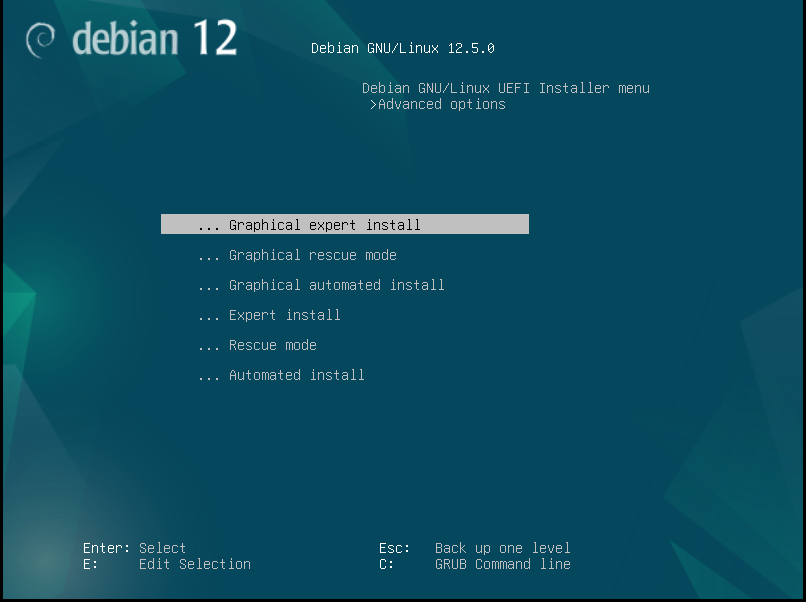 debian 12
Debian GNU/Linux 12.5.0
Debian GNU/Linux UEFI Installer menu
>Advanced options
... Graphical expert install
... Graphical rescue mode
... Graphical automated install
... Expert install
... Rescue mode
... Automated install
Enter: Select Esc: Back up one level
E: Edit Selection C: GRUB Command line